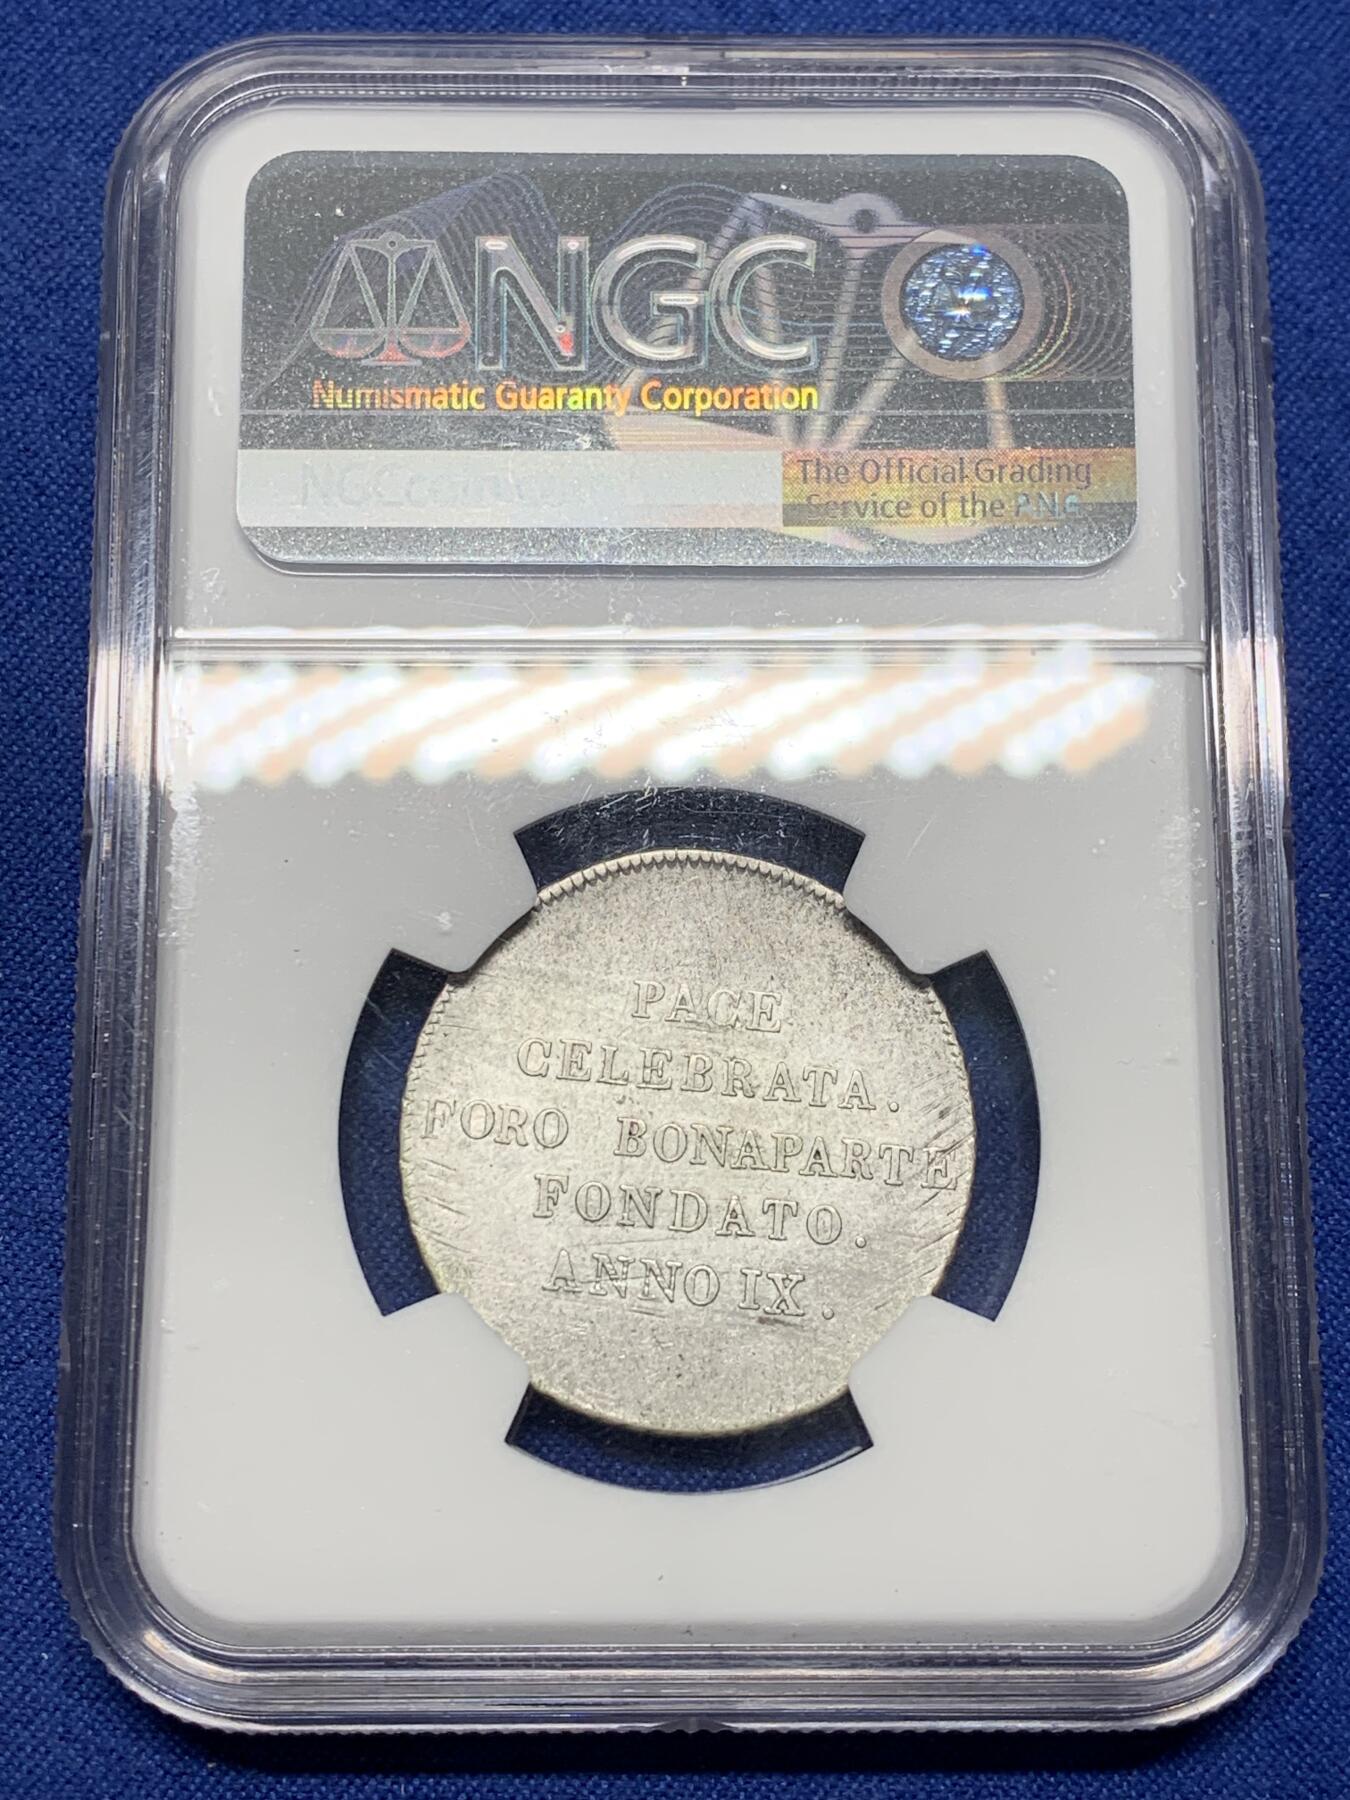 NGC
Numismatic Guaranty Corporation
The Official Grading
Service of the ANA
PACE
CELEBRATA.
FORO BONAPARTE
FONDATO.
ANNO IX.